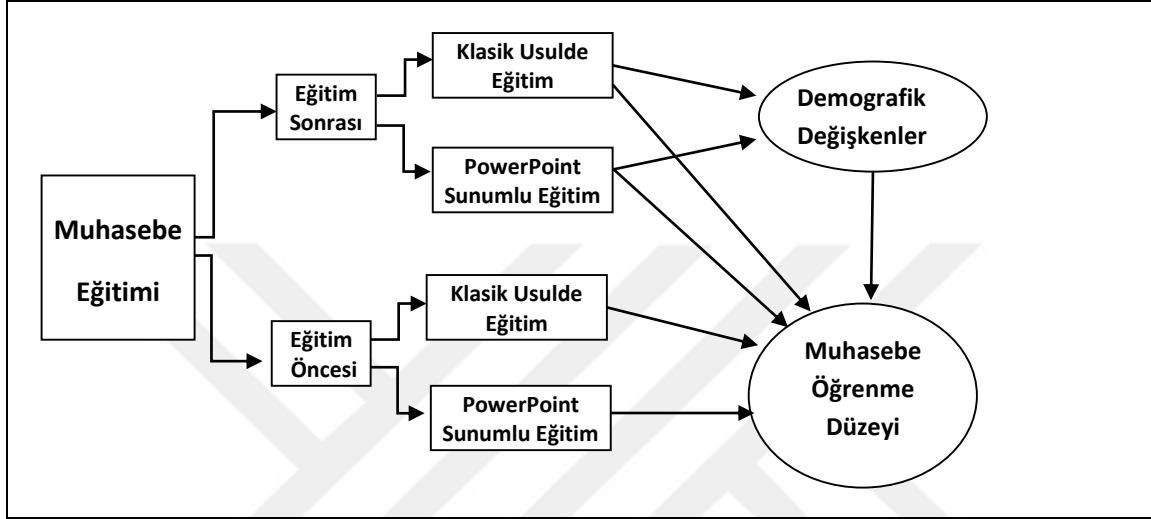 Klasik Usulde
Eğitim
Eğitim
Sonrası
Demografik
Değişkenler
PowerPoint
Sunumlu Eğitim
Muhasebe
Eğitimi
Klasik Usulde
Eğitim
Eğitim
Öncesi
Muhasebe
Öğrenme
Düzeyi
PowerPoint
Sunumlu Eğitim